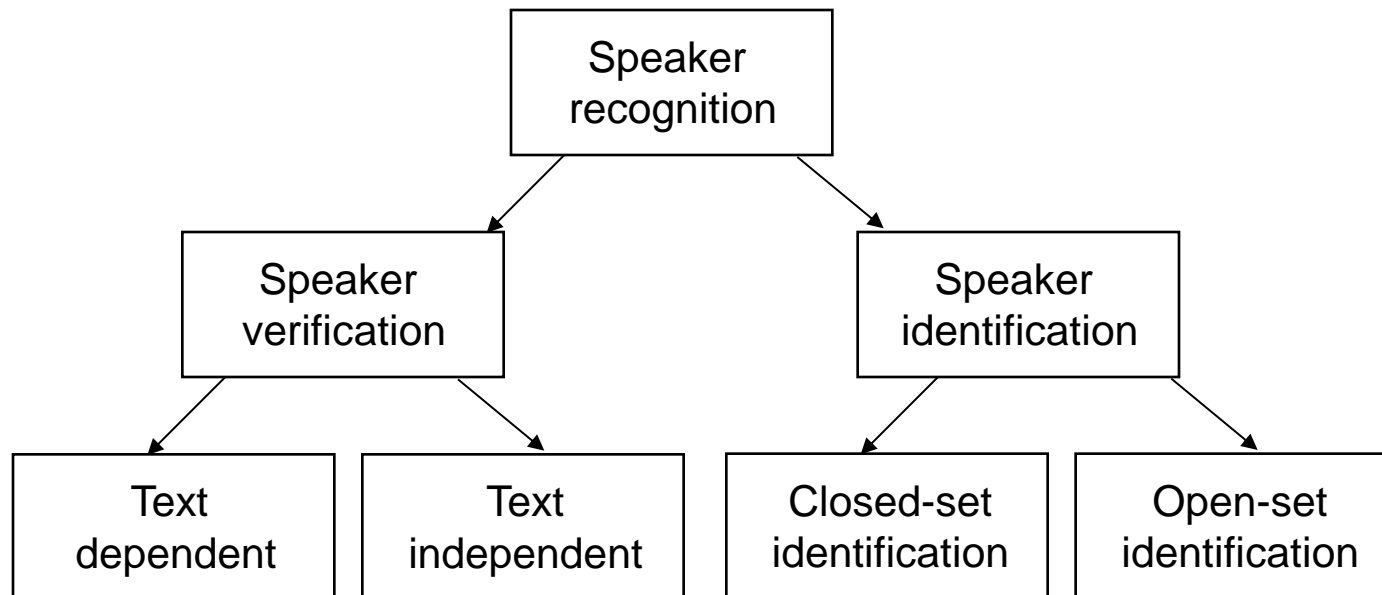 Speaker
recognition
Speaker
verification
Speaker
identification
Text
dependent
Text
independent
Closed-set
identification
Open-set
identification